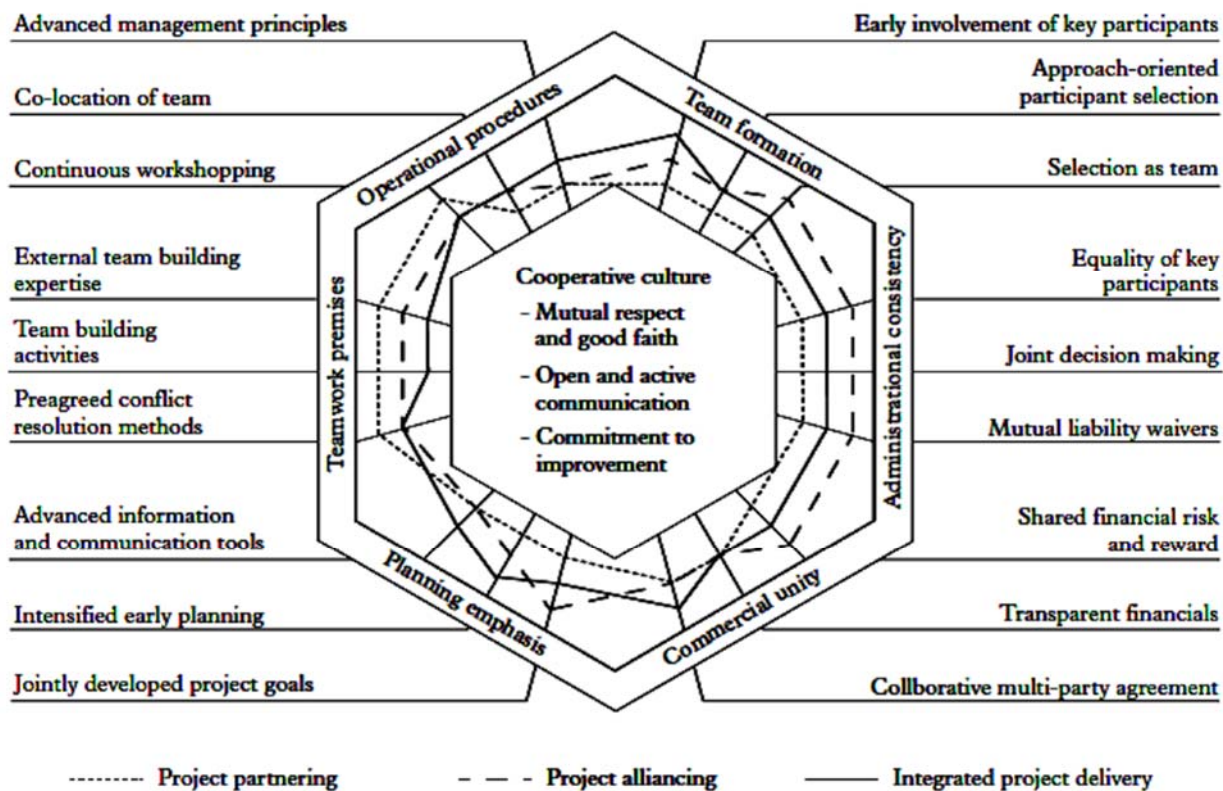 Advanced management principles
Co-location of team
Continuous workshopping
External team building
expertise
Team building
activities
Preagreed conflict
resolution methods
Advanced information
and communication tools
Intensified early planning
Jointly developed project goals
Operational procedures
Team formation
Teamwork premises
Administrational consistency
Planning emphasis
Commercial unity
Cooperative culture
- Mutual respect
and good faith
- Open and active
communication
- Commitment to
improvement
Early involvement of key participants
Approach-oriented
participant selection
Selection as team
Equality of key
participants
Joint decision making
Mutual liability waivers
Shared financial risk
and reward
Transparent financials
Collborative multi-party agreement
Project partnering
Project alliancing
Integrated project delivery